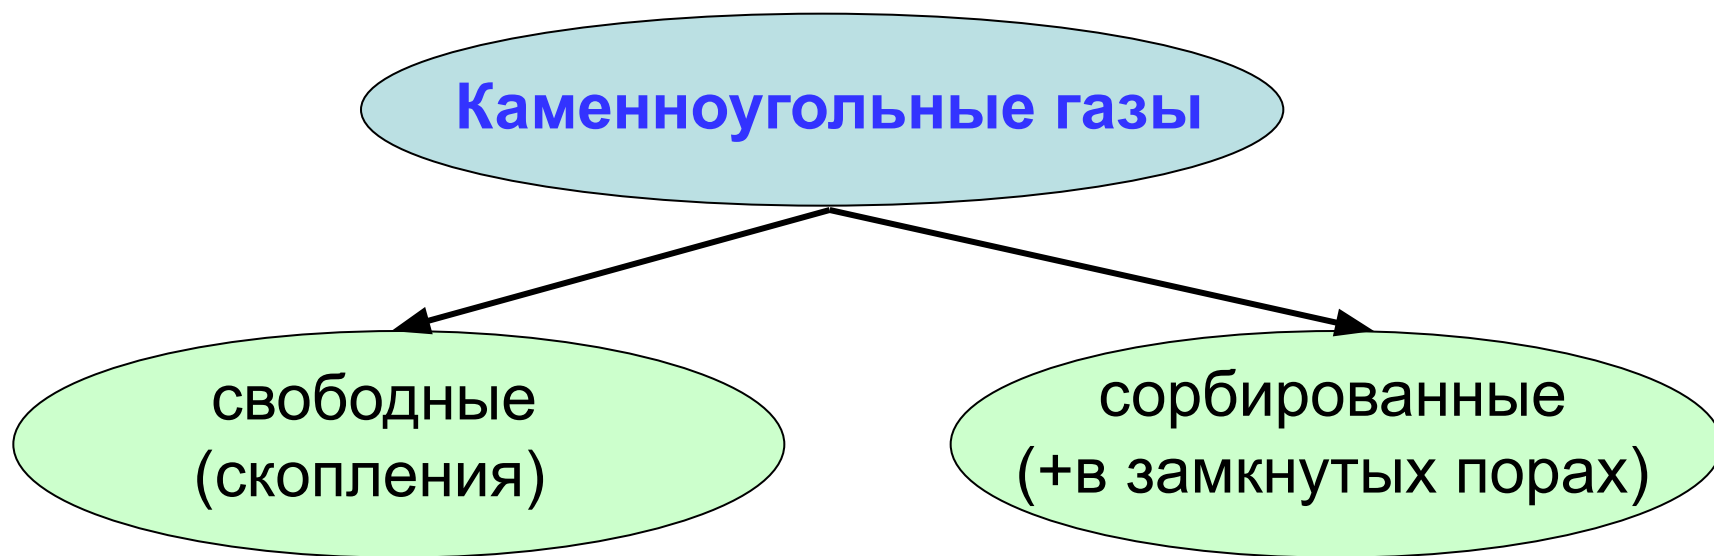 Каменноугольные газы
свободные
(скопления)
сорбированные
(+в замкнутых порах)